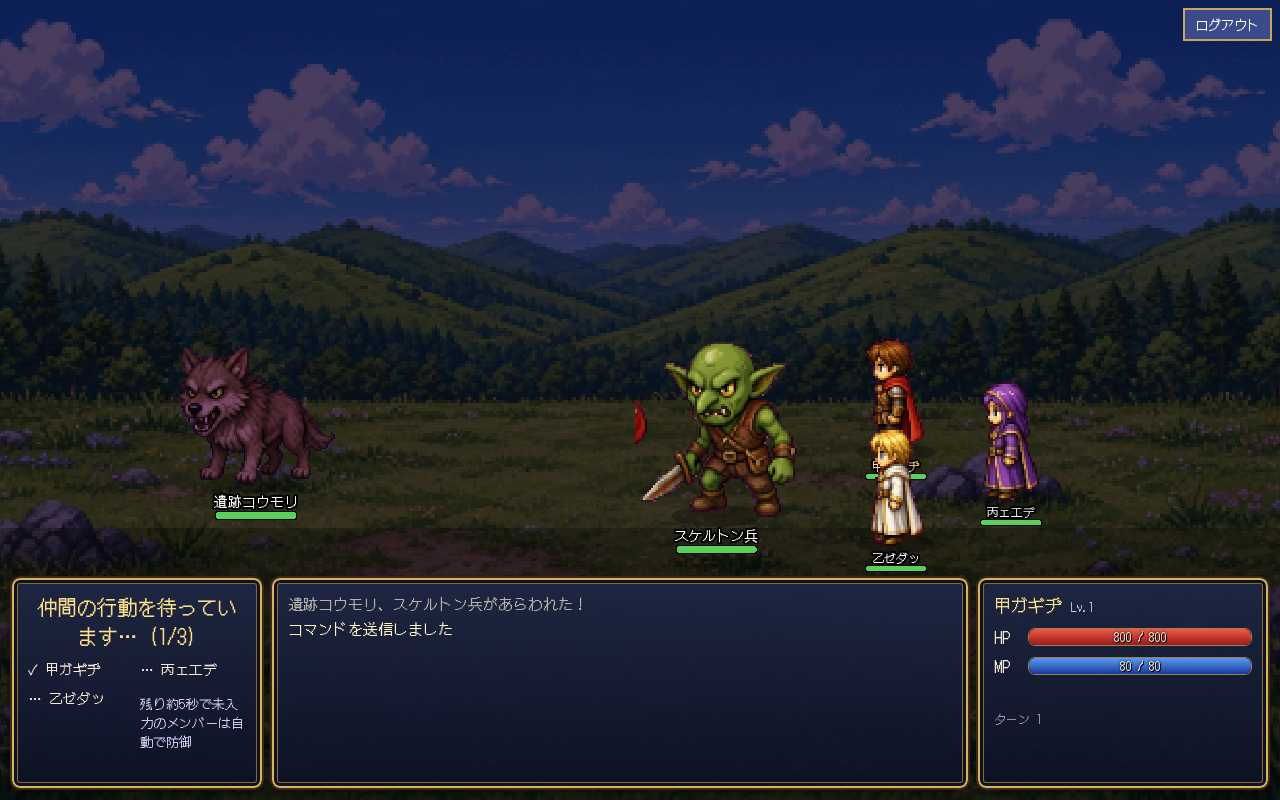 ログアウト
遺跡コウモリ
スケルトン兵
丙ェエデ
乙ゼダッ
仲間の行動を待ってい
ます… (1/3)
✓ 甲ガギヂ
… 丙ェエデ
… 乙ゼダッ
残り約5秒で未入
力のメンバーは自
動で防御
遺跡コウモリ、スケルトン兵があらわれた！
コマンドを送信しました
甲ガギヂ Lv.1
HP 800 / 800
MP 80 / 80
ターン 1